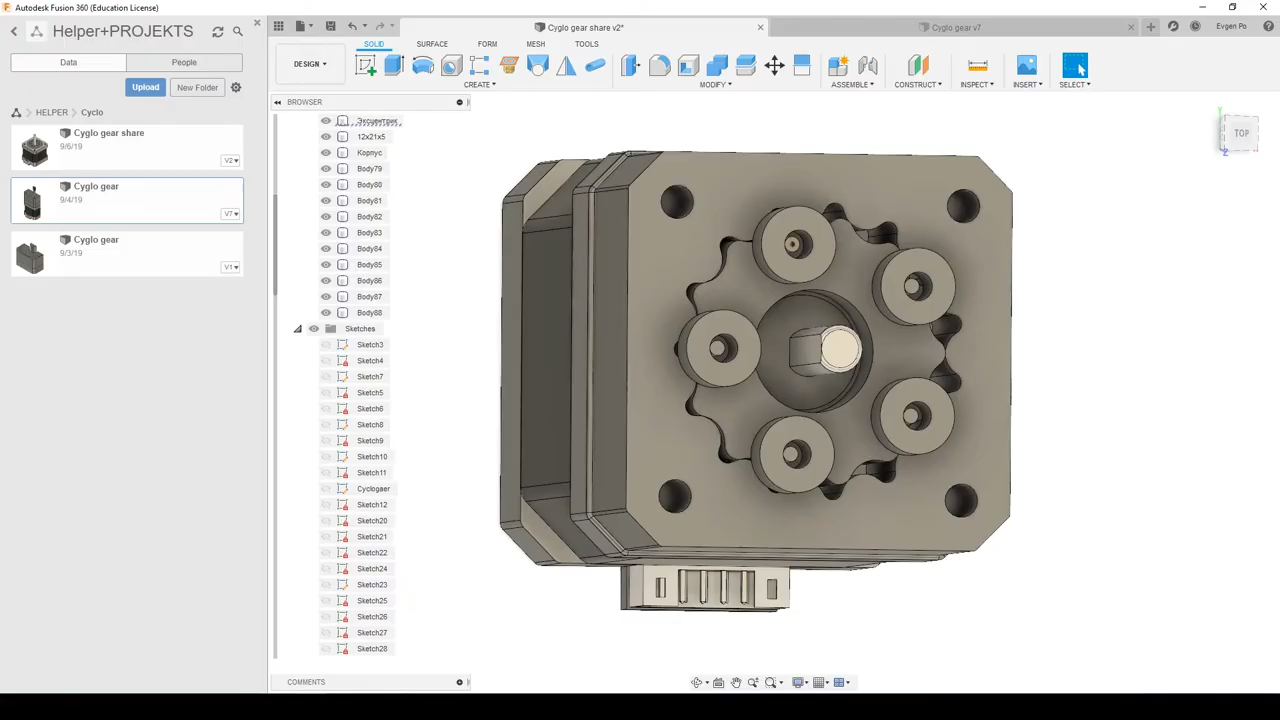 Autodesk Fusion 360 (Education License)
Helper+PROJEKTS
Data
People
Upload
New Folder
HELPER
Cyclo
Cyglo gear share
9/6/19
V2
Cyglo gear
9/4/19
V7
Cyglo gear
9/3/19
V1
Cyglo gear share v2*
Cyglo gear v7
Evgen Po
DESIGN
SOLID
SURFACE
FORM
MESH
TOOLS
CREATE
MODIFY
ASSEMBLE
CONSTRUCT
INSPECT
INSERT
SELECT
BROWSER
Эксцентрик
12x21x5
Корпус
Body79
Body80
Body81
Body82
Body83
Body84
Body85
Body86
Body87
Body88
Sketches
Sketch3
Sketch4
Sketch7
Sketch5
Sketch6
Sketch8
Sketch9
Sketch10
Sketch11
Cyclogaer
Sketch12
Sketch20
Sketch21
Sketch22
Sketch24
Sketch23
Sketch25
Sketch26
Sketch27
Sketch28
COMMENTS
Y
TOP
Z